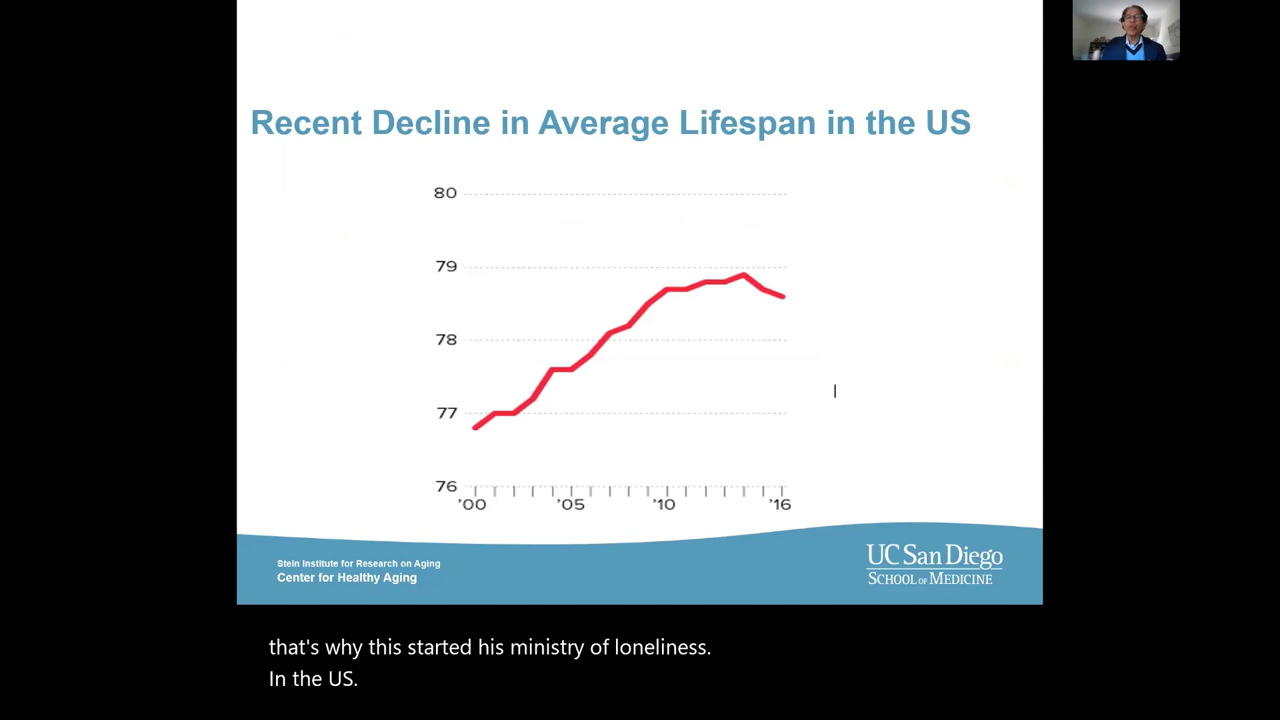 Recent Decline in Average Lifespan in the US
80
79
78
77
76
'00 '05 '10 '16
Stein Institute for Research on Aging
Center for Healthy Aging
UC San Diego
SCHOOL OF MEDICINE
that's why this started his ministry of loneliness.
In the US.